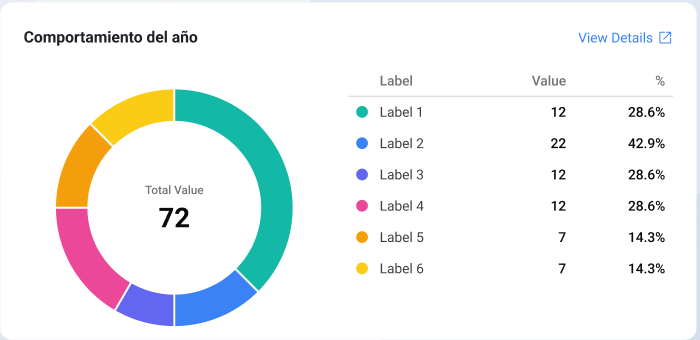 Comportamiento del año
View Details
Label Value %
Label 1 12 28.6%
Label 2 22 42.9%
Label 3 12 28.6%
Label 4 12 28.6%
Label 5 7 14.3%
Label 6 7 14.3%
Total Value
72